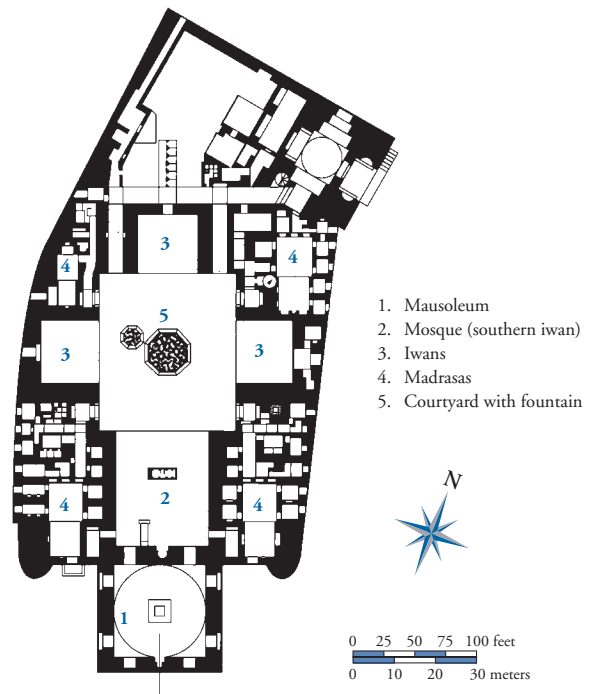 3
4
4
5
3
3
1. Mausoleum
2. Mosque (southern iwan)
3. Iwans
4. Madrasas
5. Courtyard with fountain
N
2
4
4
1
0 25 50 75 100 feet
0 10 20 30 meters